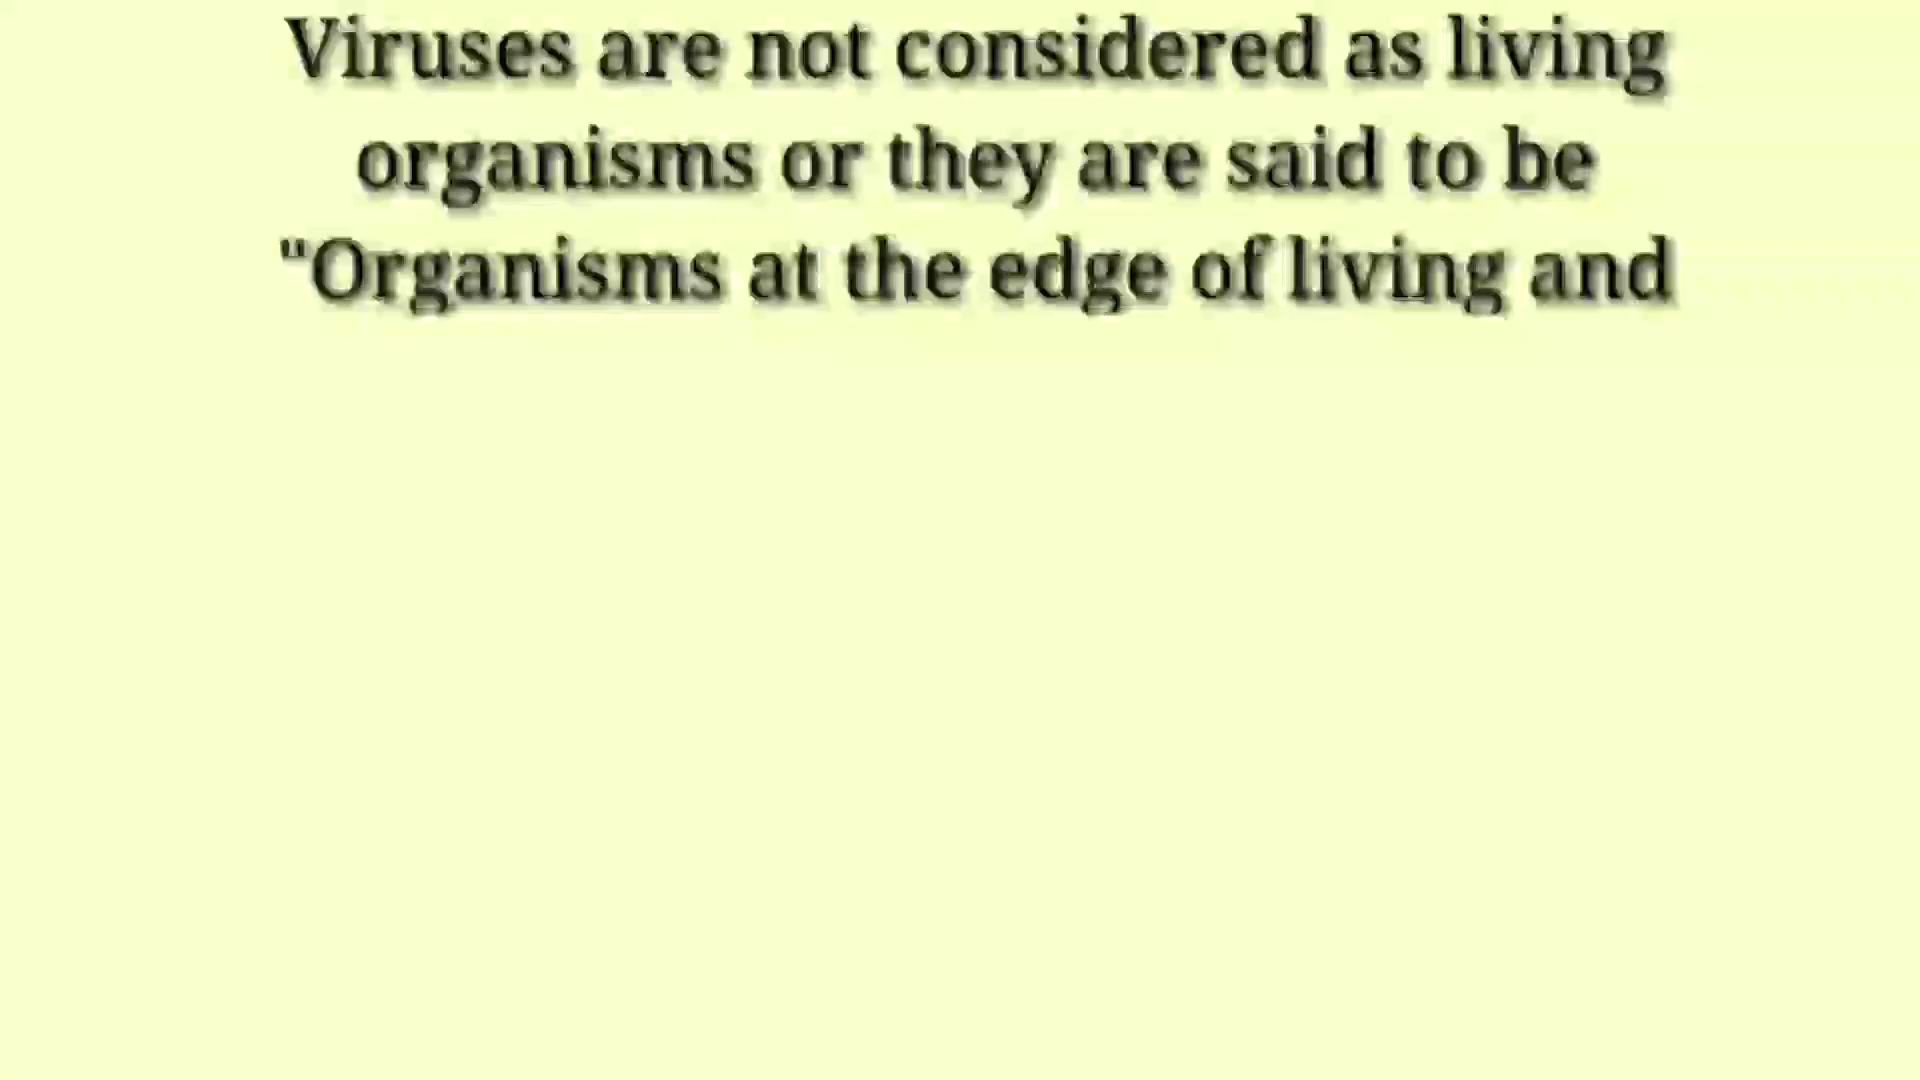 Viruses are not considered as living
organisms or they are said to be
"Organisms at the edge of living and